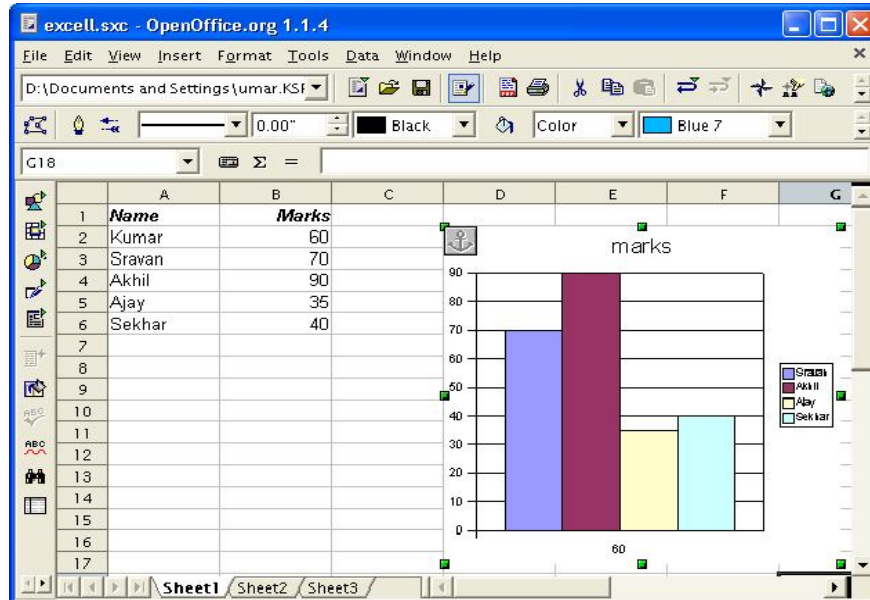 excell.sxc - OpenOffice.org 1.1.4
File Edit View Insert Format Tools Data Window Help
D:\Documents and Settings\umar.KSF
0.00" Black Color Blue 7
G18 Σ =
A B C D E F G
1 Name Marks
2 Kumar 60
3 Sravan 70
4 Akhil 90
5 Ajay 35
6 Sekhar 40
7
8
9
10
11
12
13
14
15
16
17
marks
90
80
70
60
50
40
30
20
10
0
60
Sravan
Akhil
Ajay
Sekhar
ABC
ABC
Sheet1 Sheet2 Sheet3